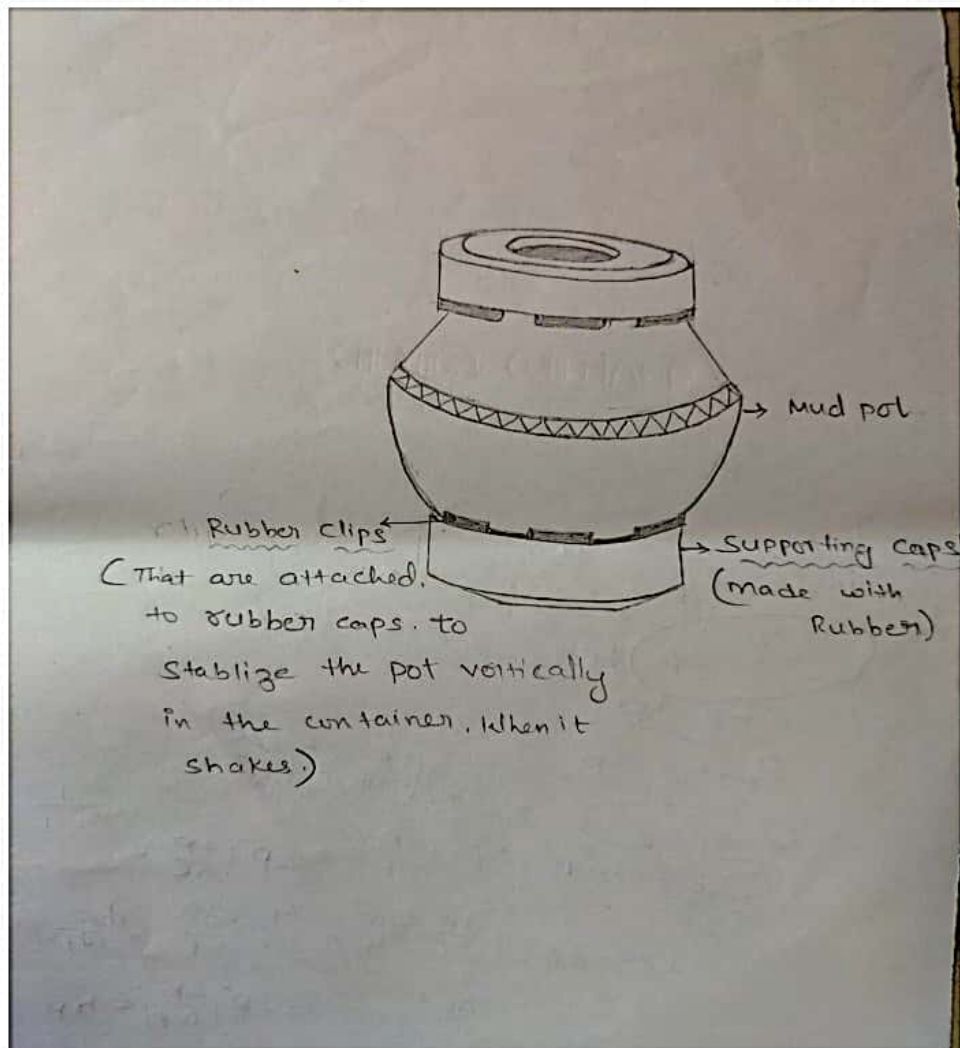 Mud pot
Rubber clips
(That are attached.
to rubber caps. to
stablize the pot vertically
in the container. When it
shakes.)
Supporting caps
(made with
Rubber)